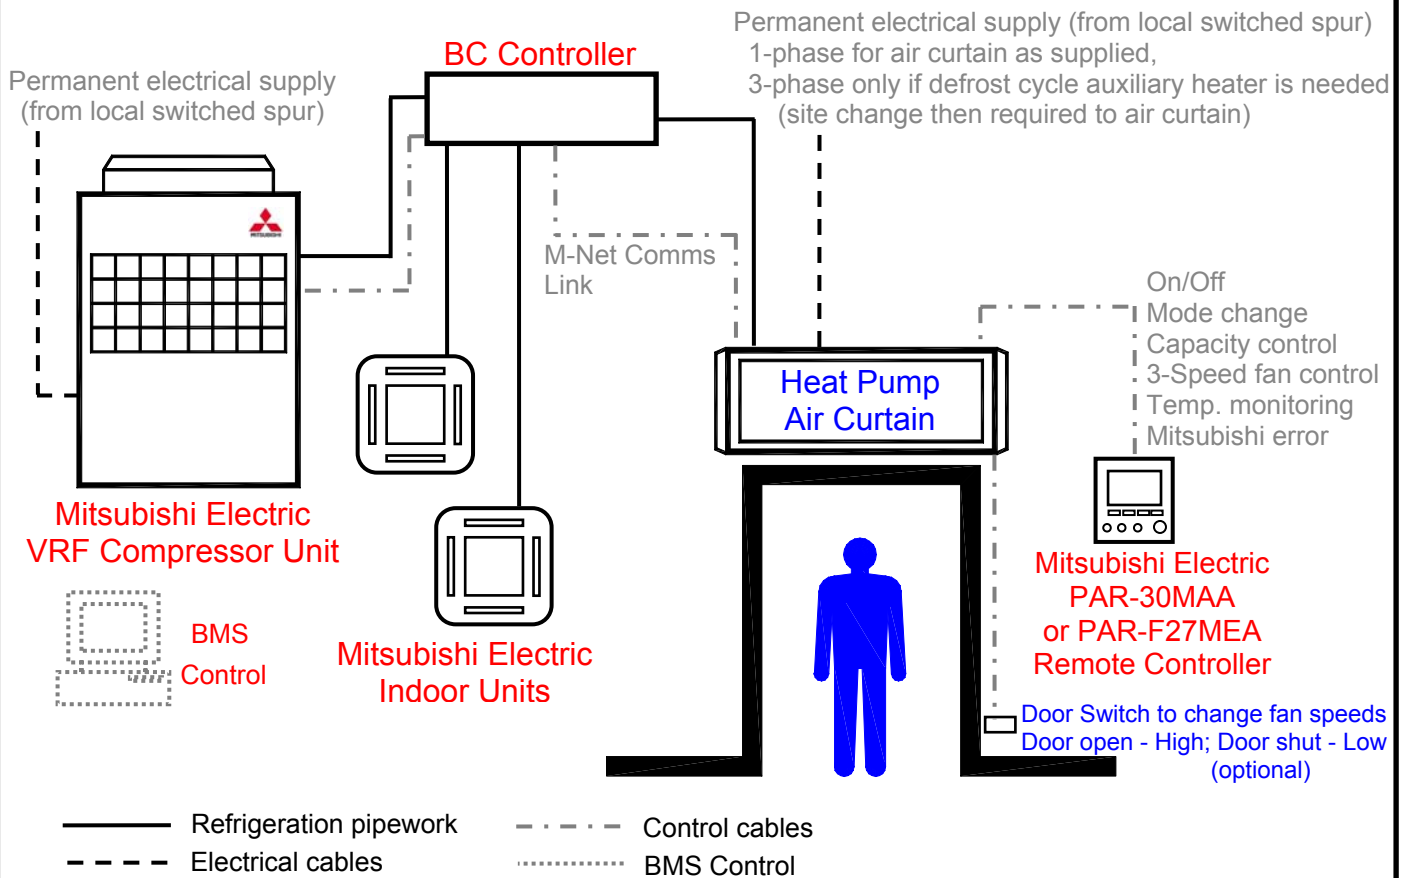 Permanent electrical supply (from local switched spur)
1-phase for air curtain as supplied,
3-phase only if defrost cycle auxiliary heater is needed
(site change then required to air curtain)
BC Controller
Permanent electrical supply
(from local switched spur)
MITSUBISHI
M-Net Comms
Link
On/Off
Mode change
Capacity control
3-Speed fan control
Temp. monitoring
Mitsubishi error
Heat Pump
Air Curtain
Mitsubishi Electric
VRF Compressor Unit
Mitsubishi Electric
PAR-30MAA
or PAR-F27MEA
Remote Controller
BMS
Control
Mitsubishi Electric
Indoor Units
Door Switch to change fan speeds
Door open - High; Door shut - Low
(optional)
Refrigeration pipework
Control cables
Electrical cables
BMS Control